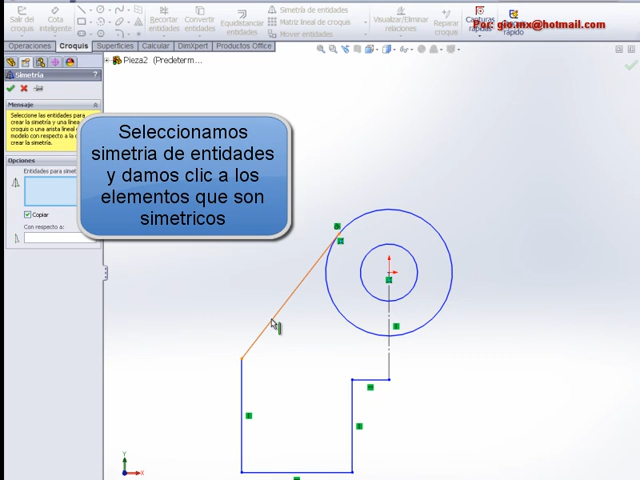 Salir del croquis
Cota inteligente
Recortar entidades
Convertir entidades
Equidistanciar entidades
Simetría de entidades
Matriz lineal de croquis
Mover entidades
Visualizar/Eliminar relaciones
Reparar croquis
Capturas rápidas
Croquis rápido
Por: gio.mx@hotmail.com
Operaciones Croquis Superficies Calcular DimXpert Productos Office
Pieza2 (Predeterm...
Simetría ?
Mensaje
Seleccione las entidades para
crear la simetría y una línea
croquis o una arista lineal
modelo con respecto a la
crear la simetría.
Opciones
Entidades para sime
Copiar
Con respecto a:
Seleccionamos
simetria de entidades
y damos clic a los
elementos que son
simetricos
Y
X